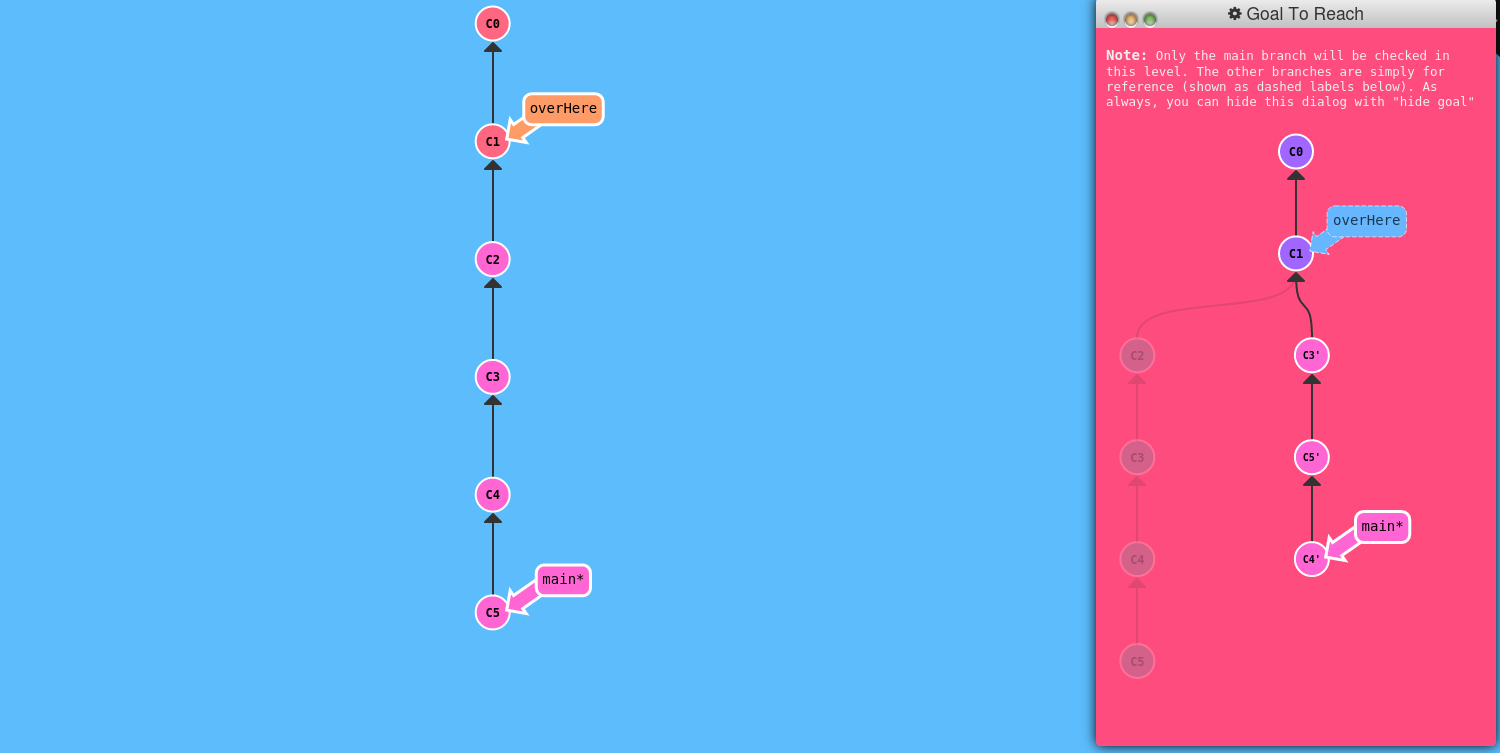 C0
overHere
C1
C2
C3
C4
main*
C5
Goal To Reach
Note: Only the main branch will be checked in
this level. The other branches are simply for
reference (shown as dashed labels below). As
always, you can hide this dialog with "hide goal"
C0
overHere
C1
C2
C3'
C3
C5'
main*
C4
C4'
C5